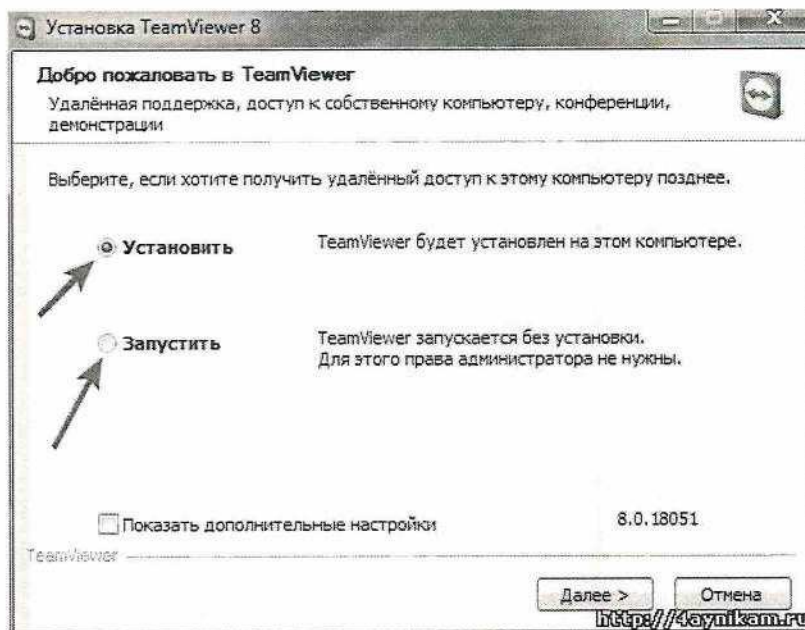 Установка TeamViewer 8
Добро пожаловать в TeamViewer
Удалённая поддержка, доступ к собственному компьютеру, конференции,
демонстрации
Выберите, если хотите получить удалённый доступ к этому компьютеру позднее.
Установить
TeamViewer будет установлен на этом компьютере.
Запустить
TeamViewer запускается без установки.
Для этого права администратора не нужны.
Показать дополнительные настройки
8.0.18051
TeamViewer
Далее >
Отмена
http://4aynikam.ru